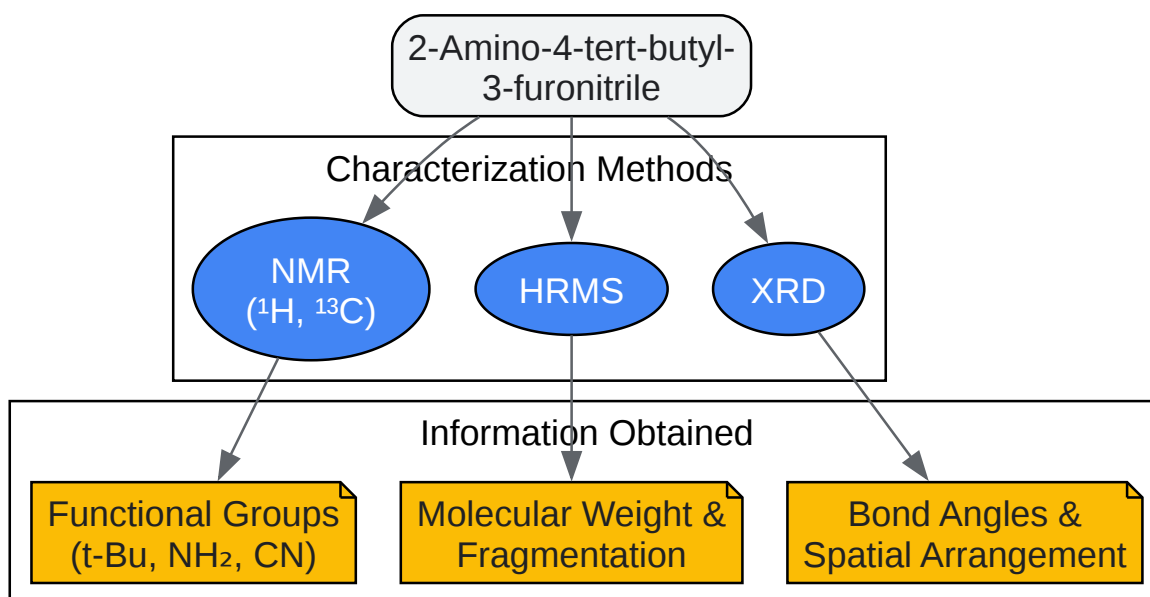 2-Amino-4-tert-butyl-
3-furonitrile
Characterization Methods
NMR
(¹H, ¹³C)
HRMS
XRD
Information Obtained
Functional Groups
(t-Bu, NH₂, CN)
Molecular Weight &
Fragmentation
Bond Angles &
Spatial Arrangement